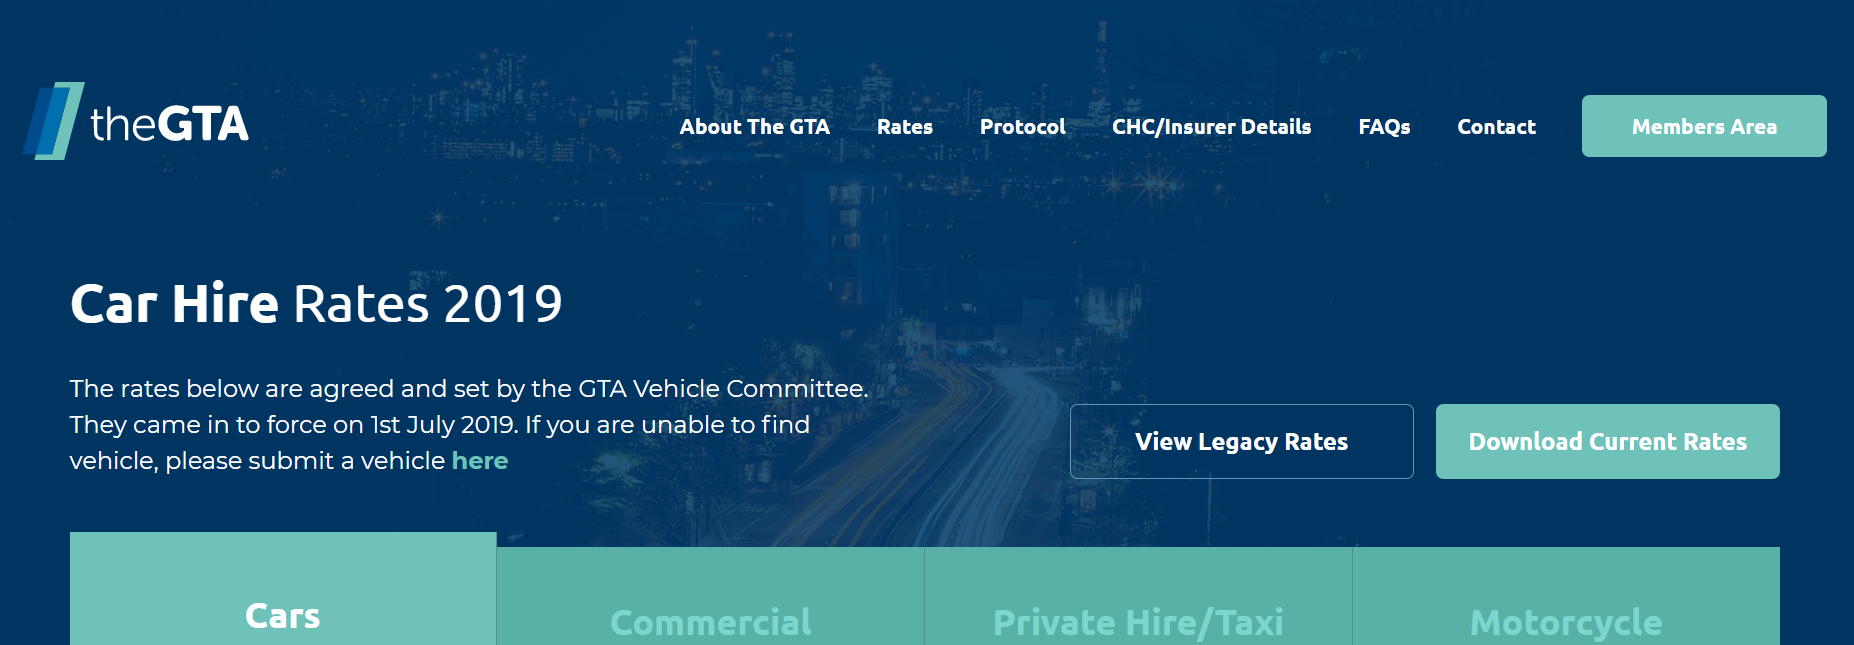 theGTA
About The GTA
Rates
Protocol
CHC/Insurer Details
FAQs
Contact
Members Area
Car Hire Rates 2019
The rates below are agreed and set by the GTA Vehicle Committee.
They came in to force on 1st July 2019. If you are unable to find
vehicle, please submit a vehicle here
View Legacy Rates
Download Current Rates
Cars
Commercial
Private Hire/Taxi
Motorcycle